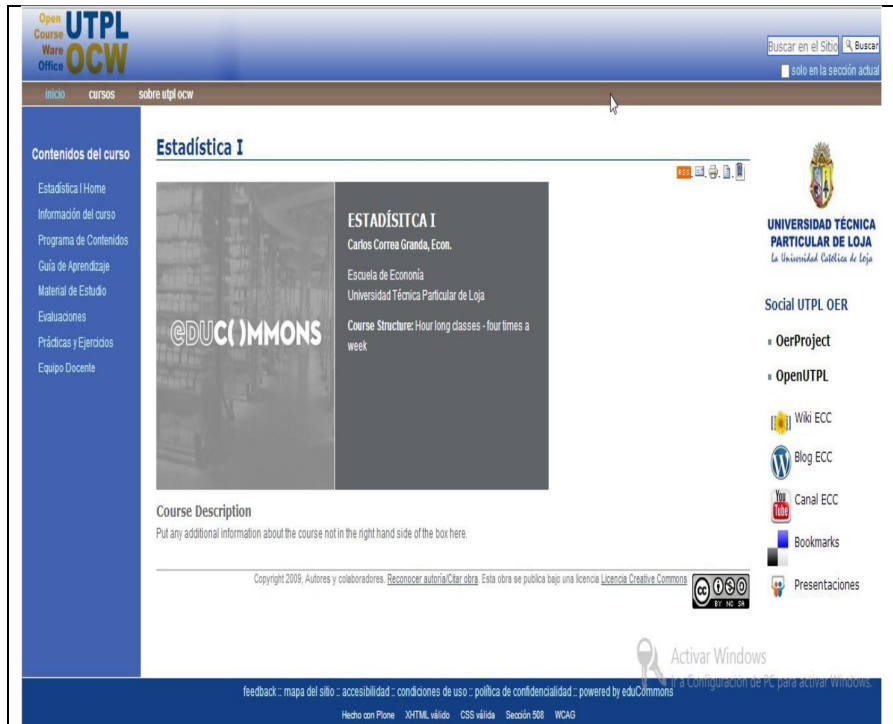 Open Course Ware Office UTPL OCW
Buscar en el Sitio Buscar
solo en la sección actual
inicio cursos sobre utpl ocw
Contenidos del curso
Estadística I Home
Información del curso
Programa de Contenidos
Guía de Aprendizaje
Material de Estudio
Evaluaciones
Prácticas y Ejercicios
Equipo Docente
Estadística I
RSS
@DUC()MMONS
ESTADÍSITCA I
Carlos Correa Granda, Econ.
Escuela de Economía
Universidad Técnica Particular de Loja
Course Structure: Hour long classes - four times a
week
Course Description
Put any additional information about the course not in the right hand side of the box here.
Copyright 2009, Autores y colaboradores. Reconocer autoría/Citar obra. Esta obra se publica bajo una licencia Licencia Creative Commons
cc BY NC SA
UNIVERSIDAD TÉCNICA
PARTICULAR DE LOJA
La Universidad Católica de Loja
Social UTPL OER
OerProject
OpenUTPL
Wiki ECC
Blog ECC
You Tube Canal ECC
Bookmarks
Presentaciones
Activar Windows
Ir a Configuración de PC para activar Windows.
feedback :: mapa del sitio :: accesibilidad :: condiciones de uso :: política de confidencialidad :: powered by eduCommons
Hecho con Plone XHTML válido CSS válida Sección 508 WCAG